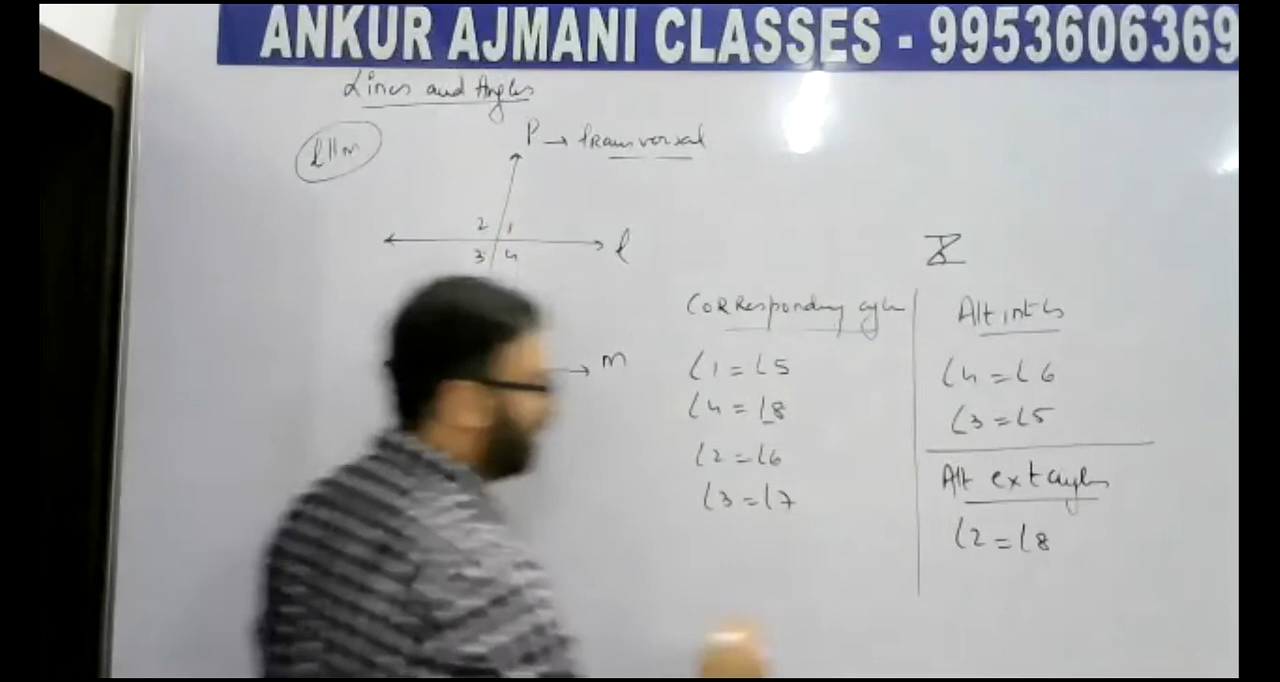 ANKUR AJMANI CLASSES - 9953606369
Lines and Angles
l||m
P → transversal
2 1
3 4
l
m
Z
Corresponding
∠1 = ∠5
∠4 = ∠8
∠2 = ∠6
∠3 = ∠7
Alt int ∠s
∠4 = ∠6
∠3 = ∠5
Alt ext angles
∠2 = ∠8